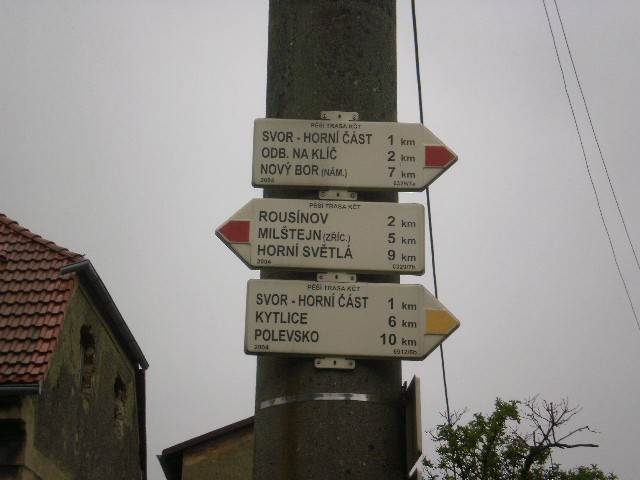 PĚŠÍ TRASA KČT
SVOR - HORNÍ ČÁST 1 km
ODB. NA KLÍČ 2 km
NOVÝ BOR (NÁM.) 7 km
2004
PĚŠÍ TRASA KČT
ROUSÍNOV 2 km
MILŠTEJN (ZŘÍC.) 5 km
HORNÍ SVĚTLÁ 9 km
2004
PĚŠÍ TRASA KČT
SVOR - HORNÍ ČÁST 1 km
KYTLICE 6 km
POLEVSKO 10 km
2004